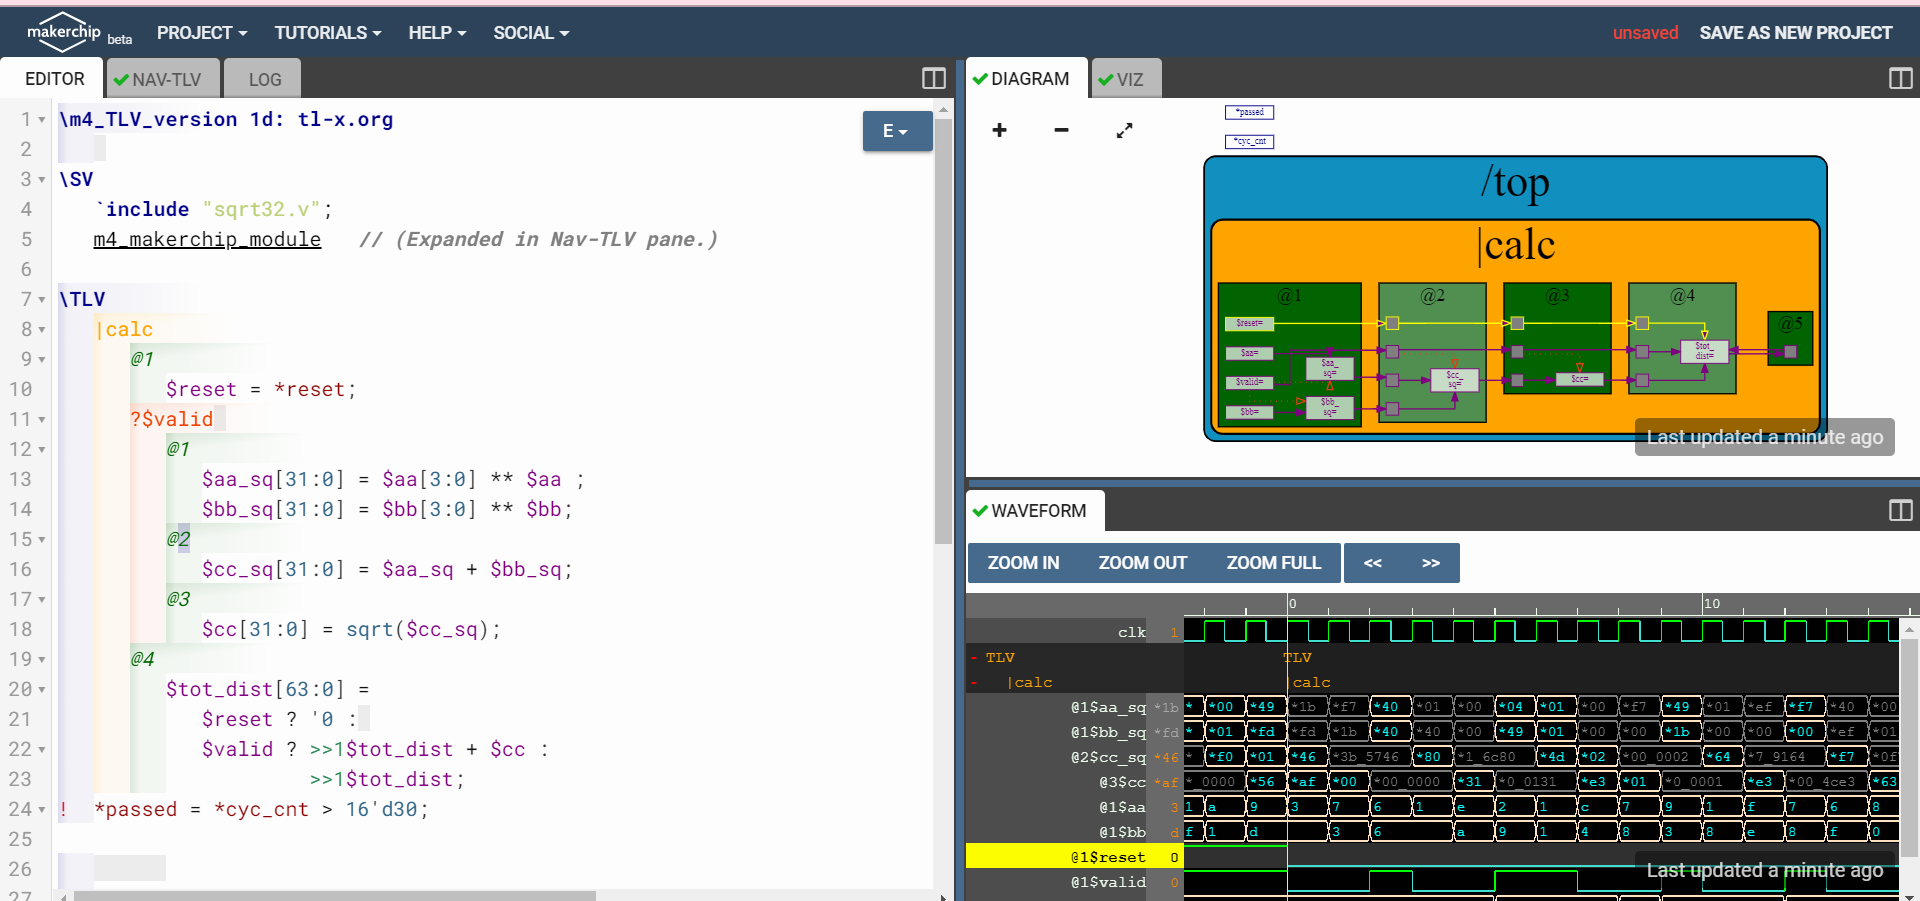 makerchip beta PROJECT TUTORIALS HELP SOCIAL unsaved SAVE AS NEW PROJECT
EDITOR NAV-TLV LOG
1 \m4_TLV_version 1d: tl-x.org
2
3 \SV
4 `include "sqrt32.v";
5 m4_makerchip_module // (Expanded in Nav-TLV pane.)
6
7 \TLV
8 |calc
9 @1
10 $reset = *reset;
11 ?$valid
12 @1
13 $aa_sq[31:0] = $aa[3:0] ** $aa ;
14 $bb_sq[31:0] = $bb[3:0] ** $bb;
15 @2
16 $cc_sq[31:0] = $aa_sq + $bb_sq;
17 @3
18 $cc[31:0] = sqrt($cc_sq);
19 @4
20 $tot_dist[63:0] =
21 $reset ? '0 :
22 $valid ? >>1$tot_dist + $cc :
23 >>1$tot_dist;
24 ! *passed = *cyc_cnt > 16'd30;
25
26
27
E
DIAGRAM VIZ
*passed
*cyc_cnt
/top
|calc
@1 @2 @3 @4 @5
$reset=
$aa=
$valid=
$bb=
$aa_sq=
$bb_sq=
$cc_sq=
$cc=
$tot_dist=
Last updated a minute ago
WAVEFORM
ZOOM IN ZOOM OUT ZOOM FULL << >>
0 10
clk 1
- TLV TLV
- |calc |calc
@1$aa_sq *1b * *00 *49 *1b *f7 *40 *01 *00 *04 *01 *00 *f7 *49 *01 *ef *f7 *40 *00
@1$bb_sq *fd * *01 *fd *fd *1b *40 *40 *00 *49 *01 *00 *00 *1b *00 *00 *00 *ef *01
@2$cc_sq *46 * *f0 *01 *46 *3b_5746 *80 *1_6c80 *4d *02 *00_0002 *64 *7_9164 *f7 *0f
@3$cc *af *_0000 *56 *af *00 *00_0000 *31 *0_0131 *e3 *01 *0_0001 *e3 *00_4ce3 *63
@1$aa 3 1 a 9 3 7 6 1 e 2 1 c 7 9 1 f 7 6 8
@1$bb d f 1 d 3 6 a 9 1 4 8 3 8 e 8 f 0
@1$reset 0
@1$valid 0
Last updated a minute ago